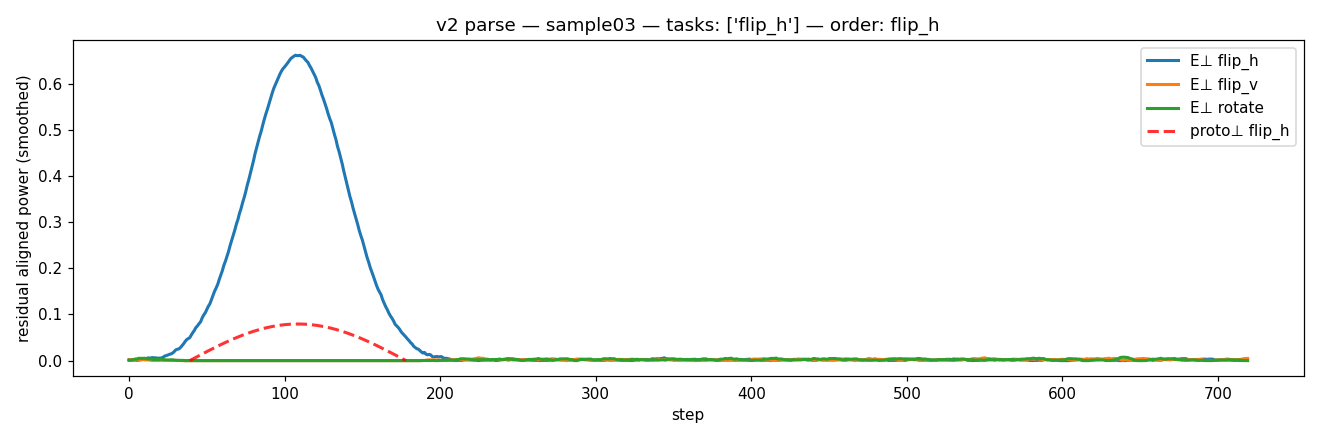 v2 parse — sample03 — tasks: ['flip_h'] — order: flip_h
residual aligned power (smoothed)
0.6
0.5
0.4
0.3
0.2
0.1
0.0
E⊥ flip_h
E⊥ flip_v
E⊥ rotate
proto⊥ flip_h
0 100 200 300 400 500 600 700
step